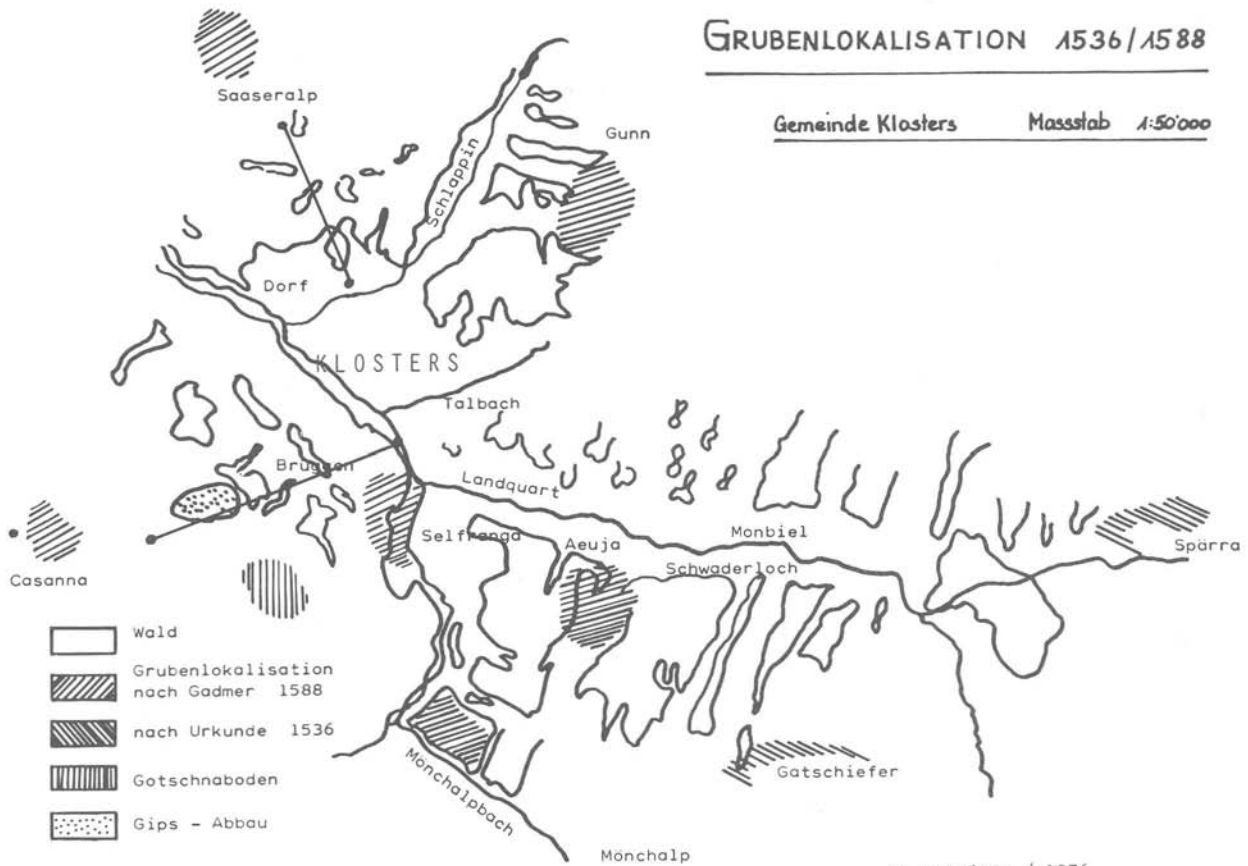 GRUBENLOKALISATION 1536/1588
Gemeinde Klosters Massstab 1:50'000
Saaseralp
Gunn
Schlappin
Dorf
KLOSTERS
Talbach
Bruggen
Landquart
Selfranga
Aeuja
Monbiel
Schwaderloch
Spärra
Casanna
Wald
Grubenlokalisation
nach Gadmer 1588
nach Urkunde 1536
Gotschnaboden
Gips - Abbau
Gatschiefer
Mönchalpbach
Mönchalp